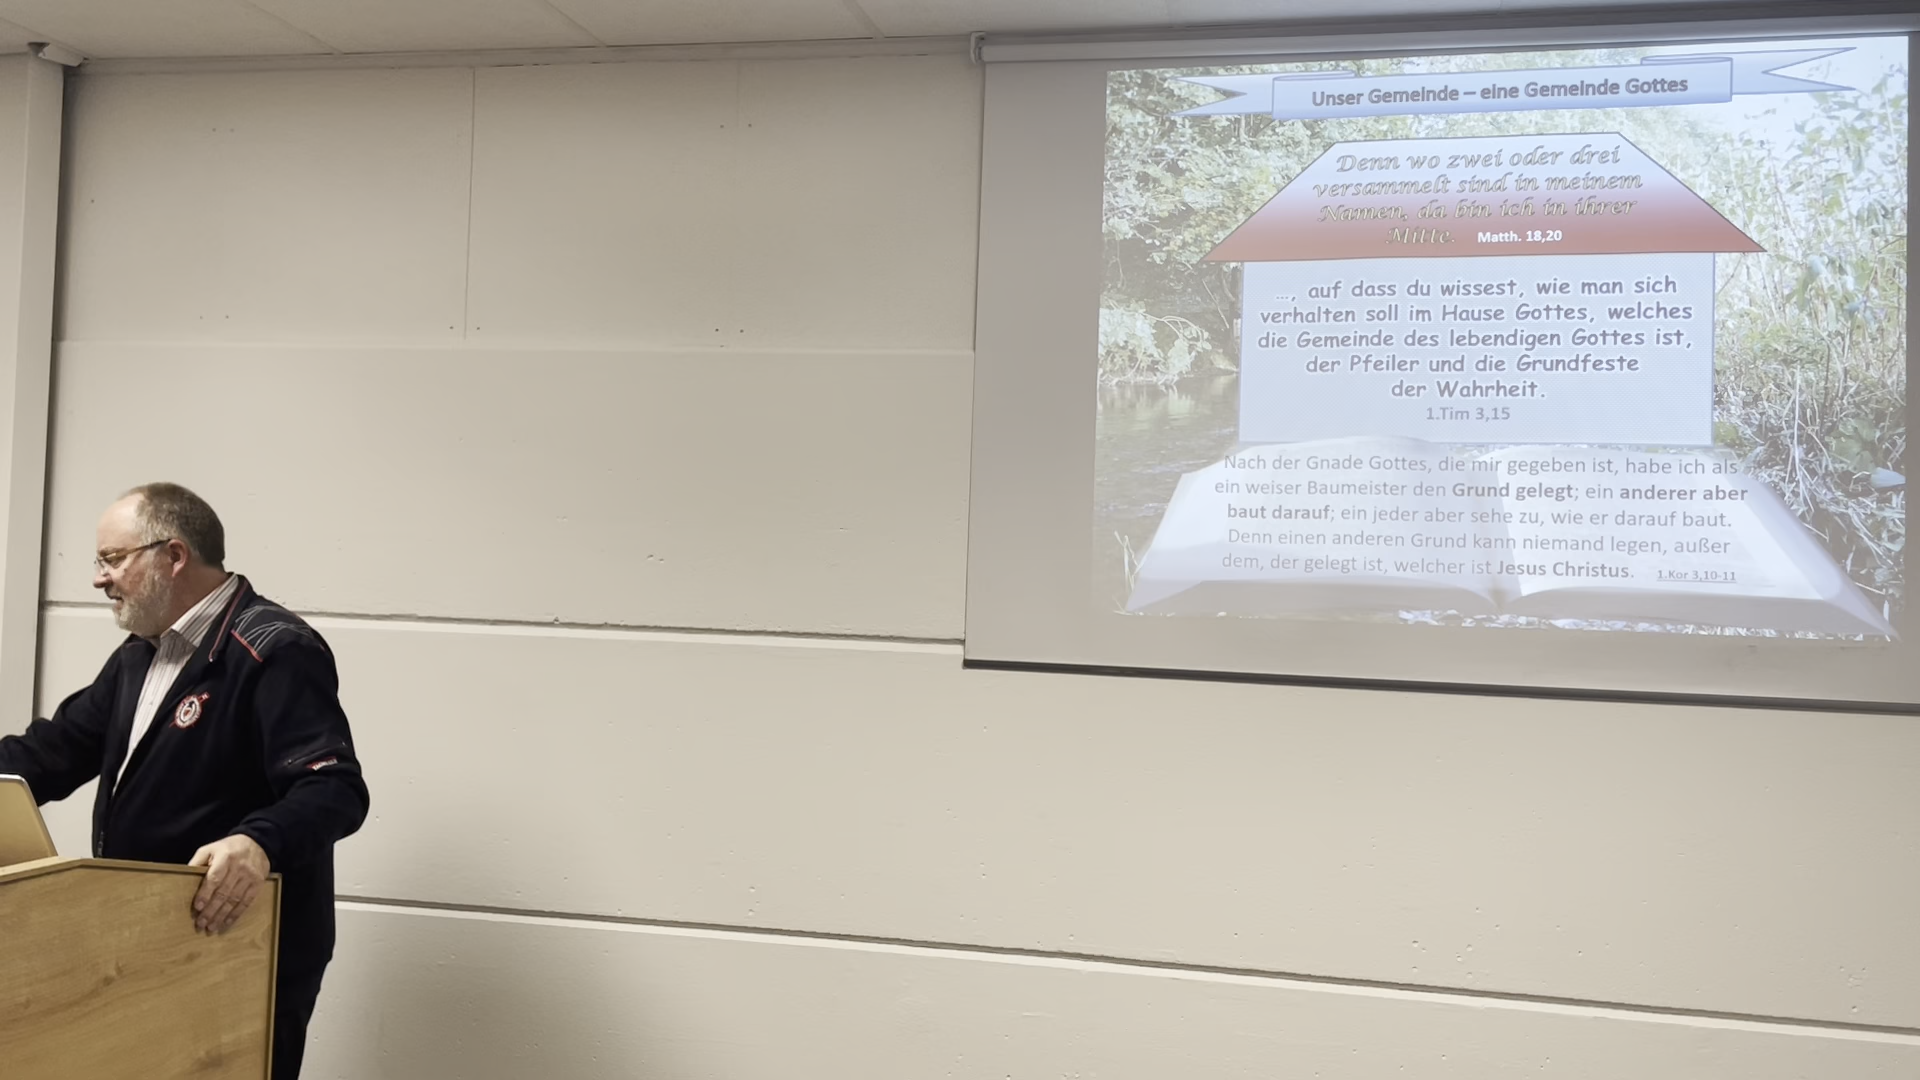 Unser Gemeinde – eine Gemeinde Gottes
Denn wo zwei oder drei
versammelt sind in meinem
Namen, da bin ich in ihrer
Mitte. Matth. 18,20
..., auf dass du wissest, wie man sich
verhalten soll im Hause Gottes, welches
die Gemeinde des lebendigen Gottes ist,
der Pfeiler und die Grundfeste
der Wahrheit.
1.Tim 3,15
Nach der Gnade Gottes, die mir gegeben ist, habe ich als
ein weiser Baumeister den Grund gelegt; ein anderer aber
baut darauf; ein jeder aber sehe zu, wie er darauf baut.
Denn einen anderen Grund kann niemand legen, außer
dem, der gelegt ist, welcher ist Jesus Christus. 1.Kor 3,10-11